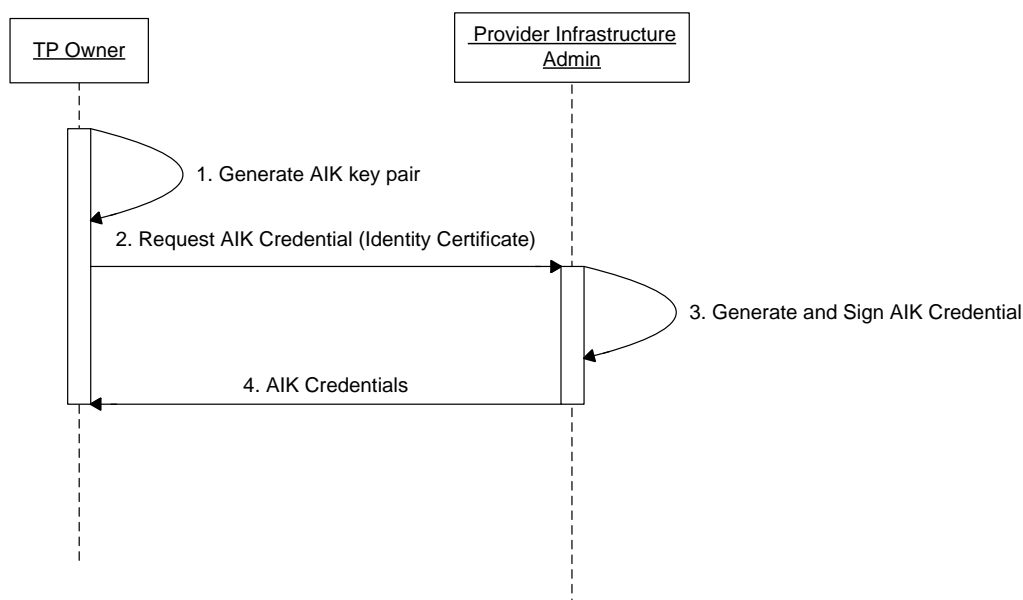 TP Owner
Provider Infrastructure
Admin
1. Generate AIK key pair
2. Request AIK Credential (Identity Certificate)
3. Generate and Sign AIK Credential
4. AIK Credentials